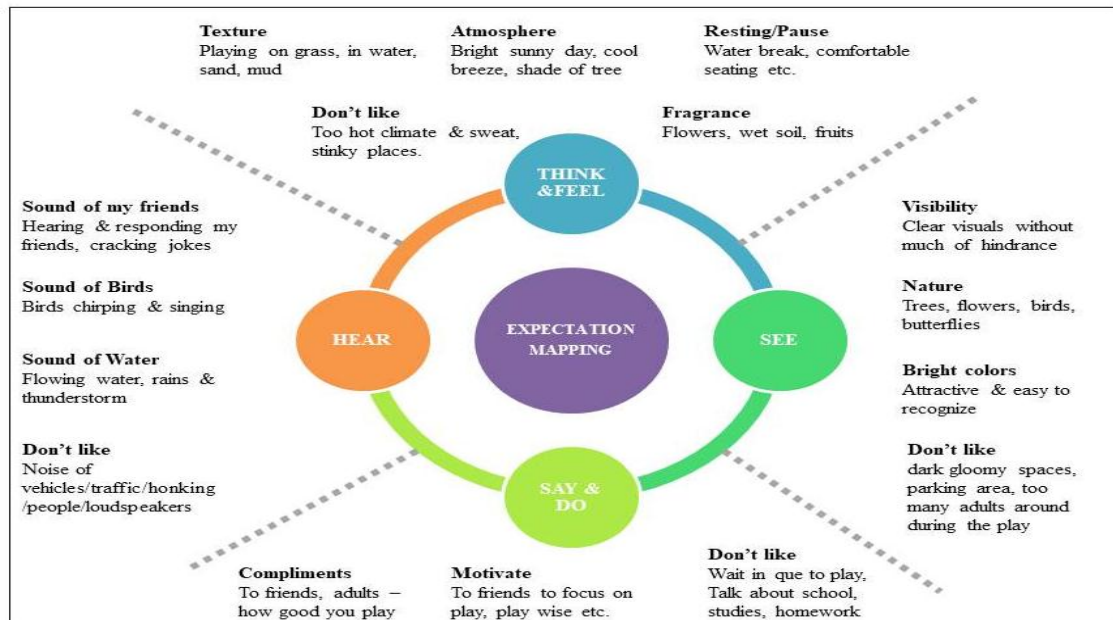 Texture
Playing on grass, in water,
sand, mud
Atmosphere
Bright sunny day, cool
breeze, shade of tree
Resting/Pause
Water break, comfortable
seating etc.
Don't like
Too hot climate & sweat,
stinky places.
Fragrance
Flowers, wet soil, fruits
THINK
&FEEL
Sound of my friends
Hearing & responding my
friends, cracking jokes
Sound of Birds
Birds chirping & singing
Sound of Water
Flowing water, rains &
thunderstorm
Don't like
Noise of
vehicles/traffic/honking
/people/loudspeakers
HEAR
EXPECTATION
MAPPING
SEE
Visibility
Clear visuals without
much of hindrance
Nature
Trees, flowers, birds,
butterflies
Bright colors
Attractive & easy to
recognize
Don't like
dark gloomy spaces,
parking area, too
many adults around
during the play
SAY &
DO
Compliments
To friends, adults –
how good you play
Motivate
To friends to focus on
play, play wise etc.
Don't like
Wait in que to play,
Talk about school,
studies, homework